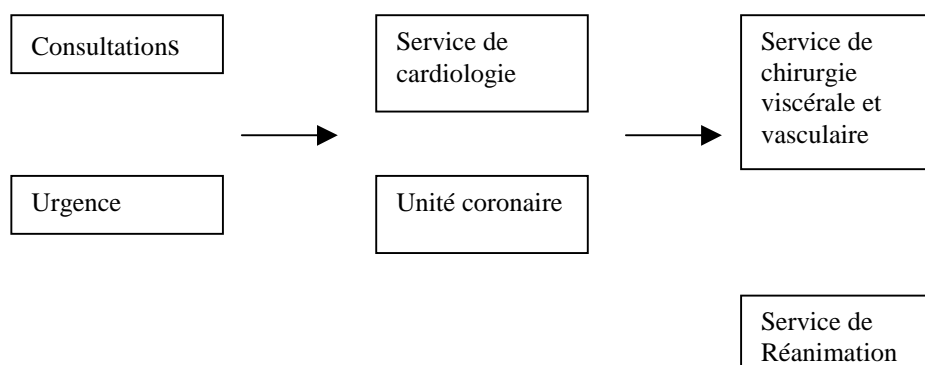 Consultations
Urgence
Service de
cardiologie
Unité coronaire
Service de
chirurgie
viscérale et
vasculaire
Service de
Réanimation